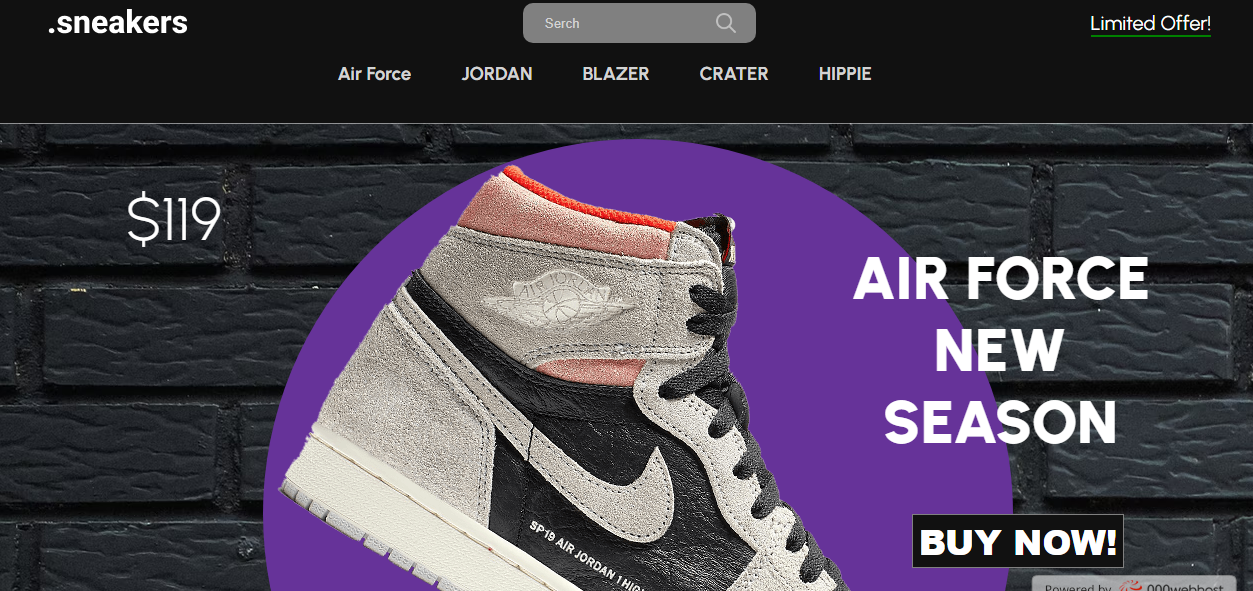 .sneakers
Serch
Limited Offer!
Air Force
JORDAN
BLAZER
CRATER
HIPPIE
$119
AIR FORCE
NEW
SEASON
SP19 AIR JORDAN 1 HIGH
BUY NOW!
Powered by 000webhost